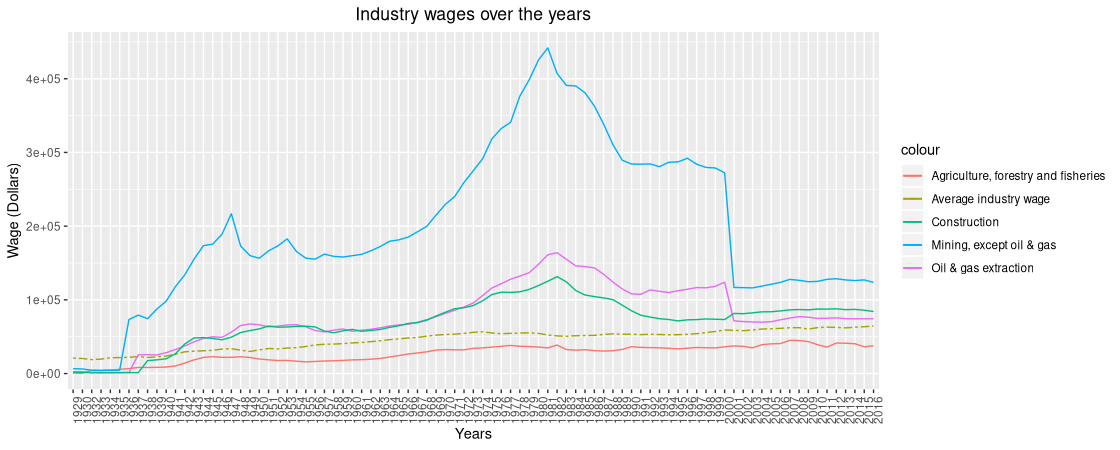 Industry wages over the years
4e+05
3e+05
2e+05
1e+05
0e+00
Wage (Dollars)
1929 1930 1931 1932 1933 1934 1935 1936 1937 1938 1939 1940 1941 1942 1943 1944 1945 1946 1947 1948 1949 1950 1951 1952 1953 1954 1955 1956 1957 1958 1959 1960 1961 1962 1963 1964 1965 1966 1967 1968 1969 1970 1971 1972 1973 1974 1975 1976 1977 1978 1979 1980 1981 1982 1983 1984 1985 1986 1987 1988 1989 1990 1991 1992 1993 1994 1995 1996 1997 1998 1999 2000 2001 2002 2003 2004 2005 2006 2007 2008 2009 2010 2011 2012 2013 2014 2015 2016
Years
colour
Agriculture, forestry and fisheries
Average industry wage
Construction
Mining, except oil & gas
Oil & gas extraction